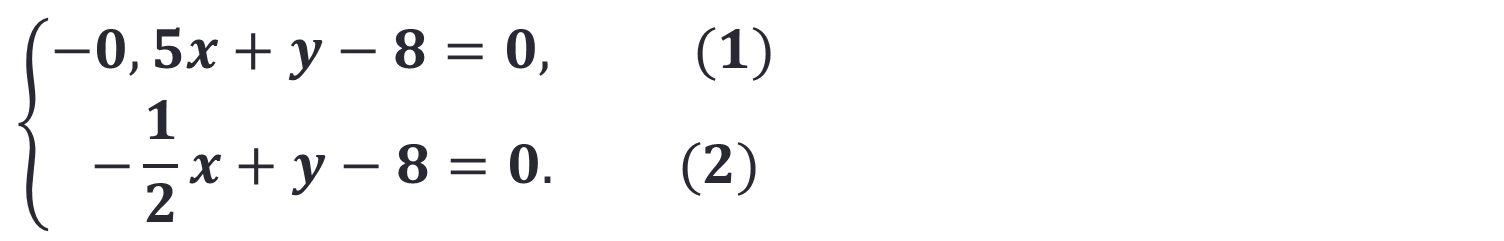 −0,5x + y − 8 = 0, (1)
−1/2 x + y − 8 = 0. (2)